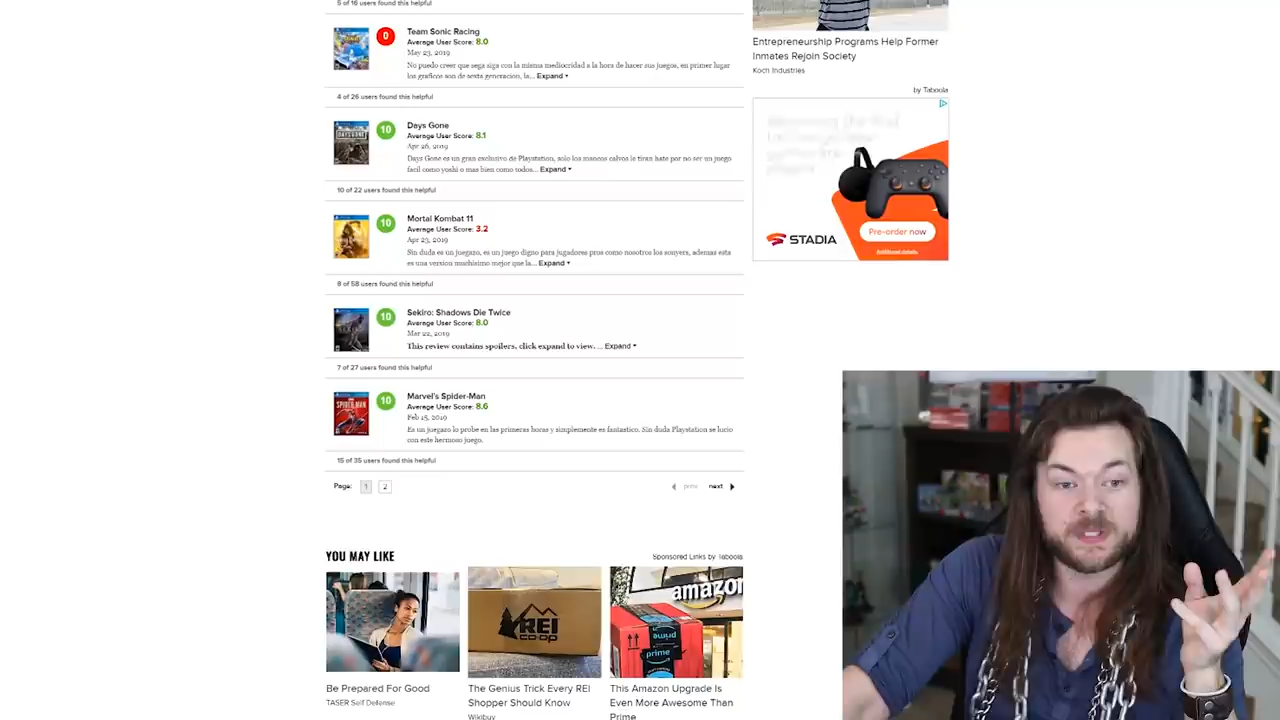 5 of 16 users found this helpful
0
Team Sonic Racing
Average User Score: 8.0
May 23, 2019
No puedo creer que sega siga con la misma mediocridad a la hora de hacer sus juegos, en primer lugar
los graficos son de sexta generacion, la... Expand
4 of 26 users found this helpful
10
Days Gone
Average User Score: 8.1
Apr 26, 2019
Days Gone es un gran exclusivo de Playstation, solo los mancos calvos le tiran hate por no ser un juego
facil como yoshi o mas bien como todos... Expand
10 of 22 users found this helpful
10
Mortal Kombat 11
Average User Score: 3.2
Apr 23, 2019
Sin duda es un juegazo, es un juego digno para jugadores pros como nosotros los sonyers, ademas esta
es una version muchisimo mejor que la... Expand
8 of 58 users found this helpful
10
Sekiro: Shadows Die Twice
Average User Score: 8.0
Mar 22, 2019
This review contains spoilers, click expand to view. ... Expand
7 of 27 users found this helpful
10
Marvel's Spider-Man
Average User Score: 8.6
Feb 15, 2019
Es un juegazo lo probe en las primeras horas y simplemente es fantastico. Sin duda Playstation se lucio
con este hermoso juego.
15 of 35 users found this helpful
Page: 1 2
prev next
YOU MAY LIKE
Sponsored Links by Taboola
REI
CO·OP
amazon
prime
Be Prepared For Good
TASER Self Defense
The Genius Trick Every REI
Shopper Should Know
Wikibuy
This Amazon Upgrade Is
Even More Awesome Than
Prime
Entrepreneurship Programs Help Former
Inmates Rejoin Society
Koch Industries
by Taboola
STADIA
Pre-order now
Additional details.